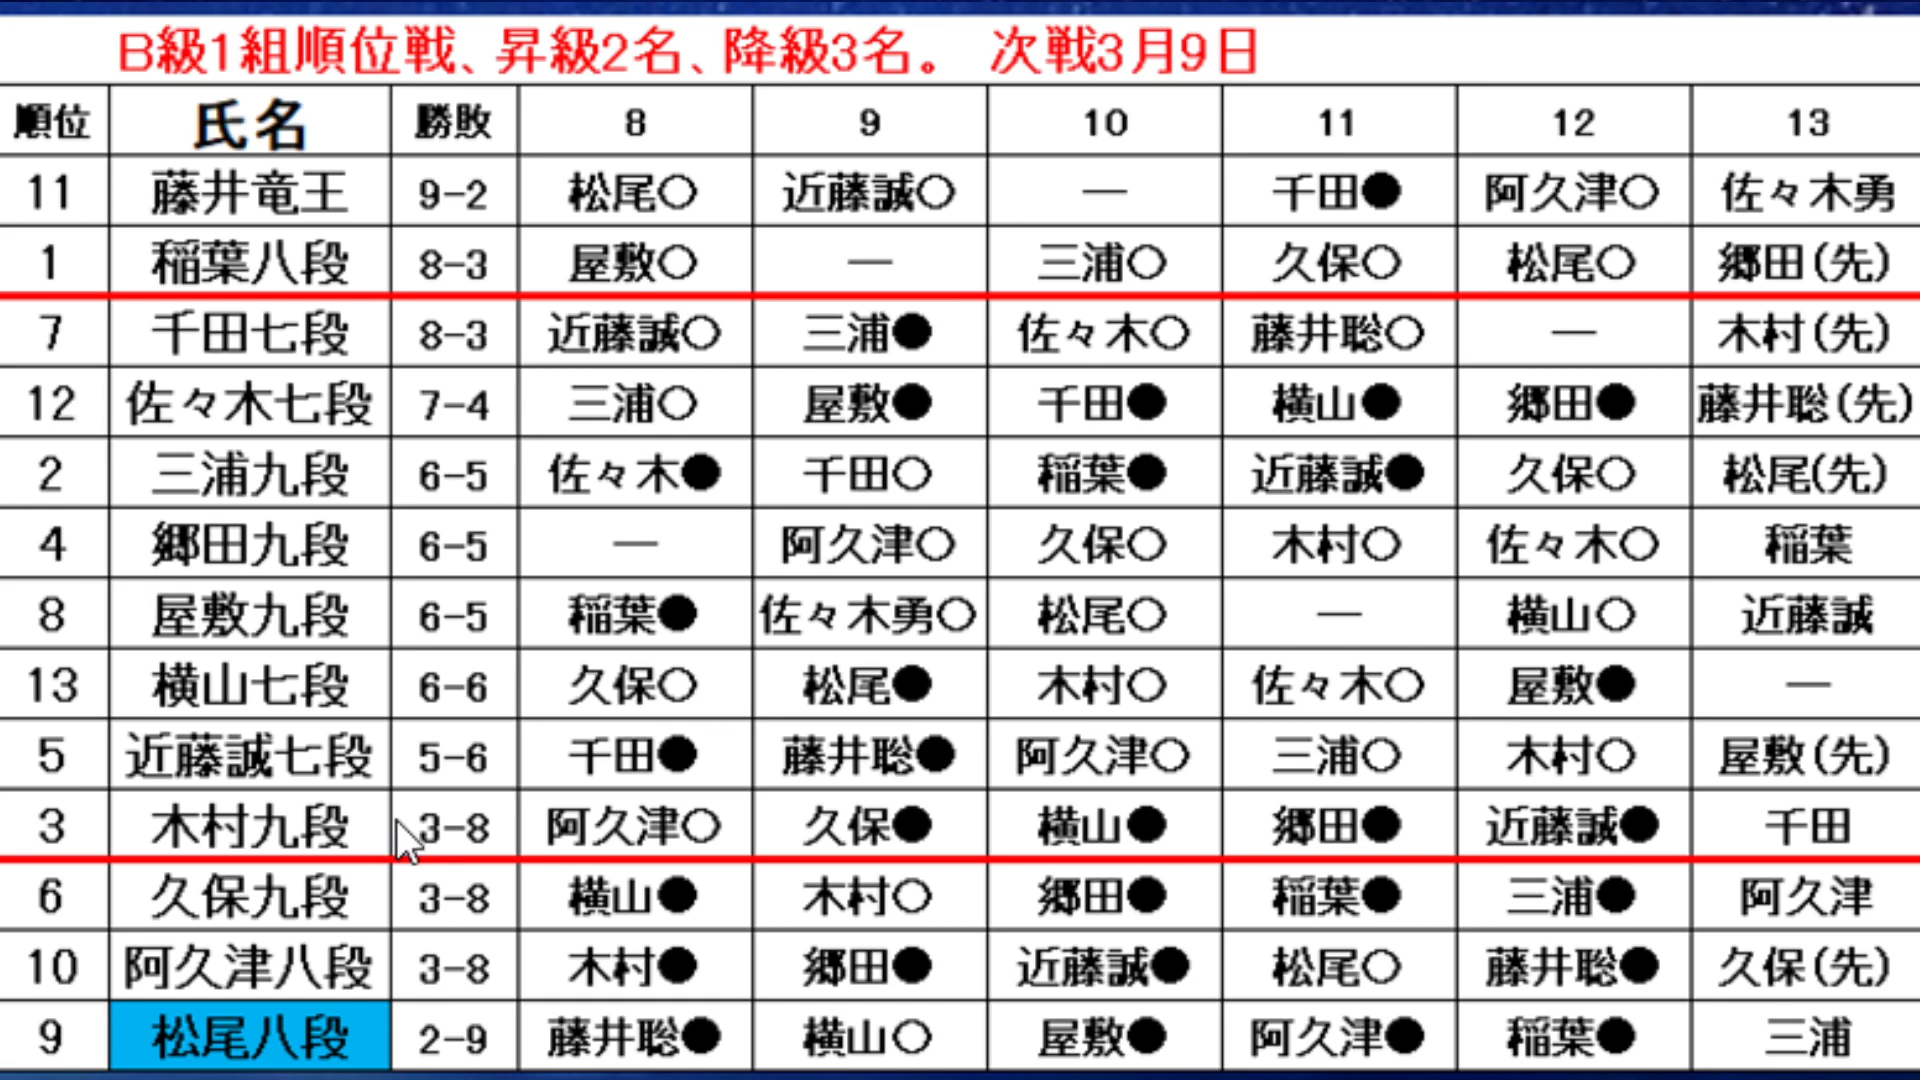 B級1組順位戦、昇級2名、降級3名。 次戦3月9日
順位 氏名 勝敗 8 9 10 11 12 13
11 藤井竜王 9-2 松尾○ 近藤誠○ — 千田● 阿久津○ 佐々木勇
1 稲葉八段 8-3 屋敷○ — 三浦○ 久保○ 松尾○ 郷田(先)
7 千田七段 8-3 近藤誠○ 三浦● 佐々木○ 藤井聡○ — 木村(先)
12 佐々木七段 7-4 三浦○ 屋敷● 千田● 横山● 郷田● 藤井聡(先)
2 三浦九段 6-5 佐々木● 千田○ 稲葉● 近藤誠● 久保○ 松尾(先)
4 郷田九段 6-5 — 阿久津○ 久保○ 木村○ 佐々木○ 稲葉
8 屋敷九段 6-5 稲葉● 佐々木勇○ 松尾○ — 横山○ 近藤誠
13 横山七段 6-6 久保○ 松尾● 木村○ 佐々木○ 屋敷● —
5 近藤誠七段 5-6 千田● 藤井聡● 阿久津○ 三浦○ 木村○ 屋敷(先)
3 木村九段 3-8 阿久津○ 久保● 横山● 郷田● 近藤誠● 千田
6 久保九段 3-8 横山● 木村○ 郷田● 稲葉● 三浦● 阿久津
10 阿久津八段 3-8 木村● 郷田● 近藤誠● 松尾○ 藤井聡● 久保(先)
9 松尾八段 2-9 藤井聡● 横山○ 屋敷● 阿久津● 稲葉● 三浦